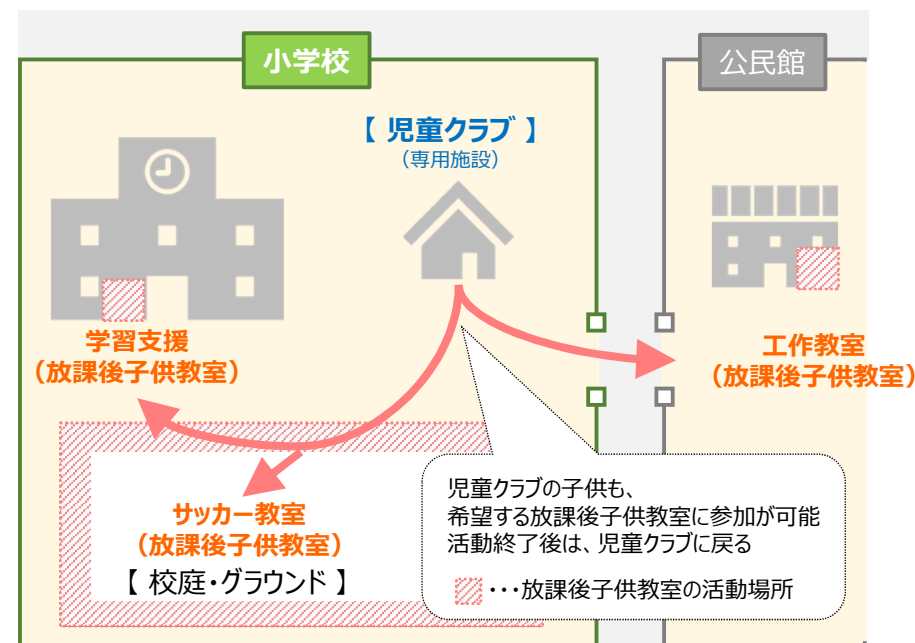 小学校
公民館
【 児童クラブ 】
（専用施設）
学習支援
（放課後子供教室）
工作教室
（放課後子供教室）
サッカー教室
（放課後子供教室）
【 校庭・グラウンド 】
児童クラブの子供も、
希望する放課後子供教室に参加が可能
活動終了後は、児童クラブに戻る
・・・放課後子供教室の活動場所